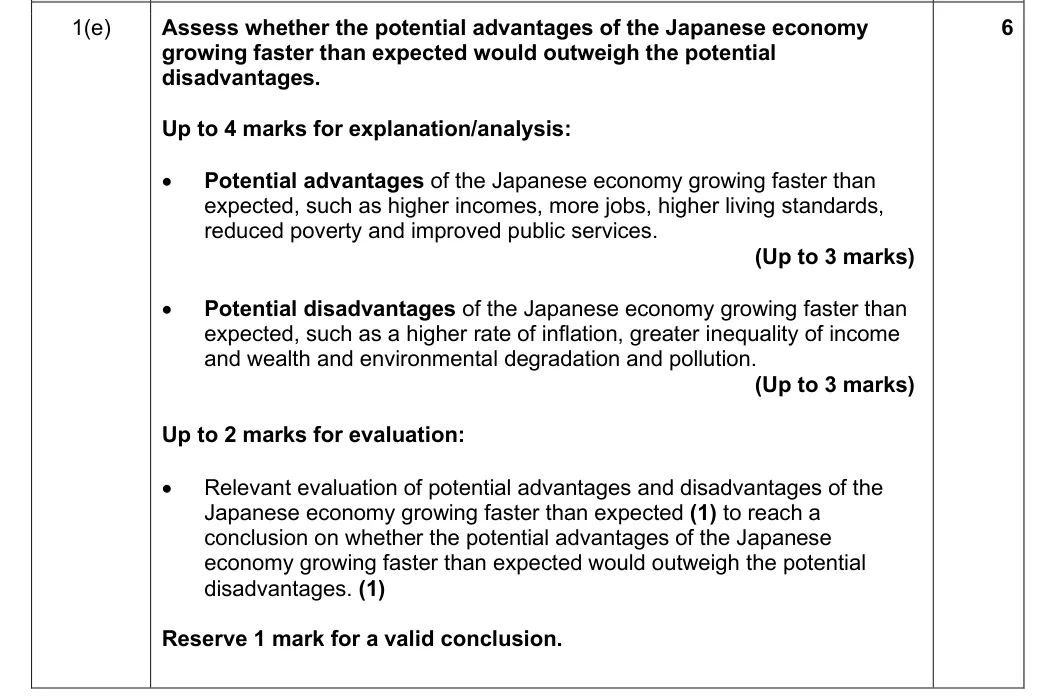 1(e)
Assess whether the potential advantages of the Japanese economy
6
growing faster than expected would outweigh the potential
disadvantages.
Up to 4 marks for explanation/analysis:
• Potential advantages of the Japanese economy growing faster than
expected, such as higher incomes, more jobs, higher living standards,
reduced poverty and improved public services.
(Up to 3 marks)
• Potential disadvantages of the Japanese economy growing faster than
expected, such as a higher rate of inflation, greater inequality of income
and wealth and environmental degradation and pollution.
(Up to 3 marks)
Up to 2 marks for evaluation:
• Relevant evaluation of potential advantages and disadvantages of the
Japanese economy growing faster than expected (1) to reach a
conclusion on whether the potential advantages of the Japanese
economy growing faster than expected would outweigh the potential
disadvantages. (1)
Reserve 1 mark for a valid conclusion.